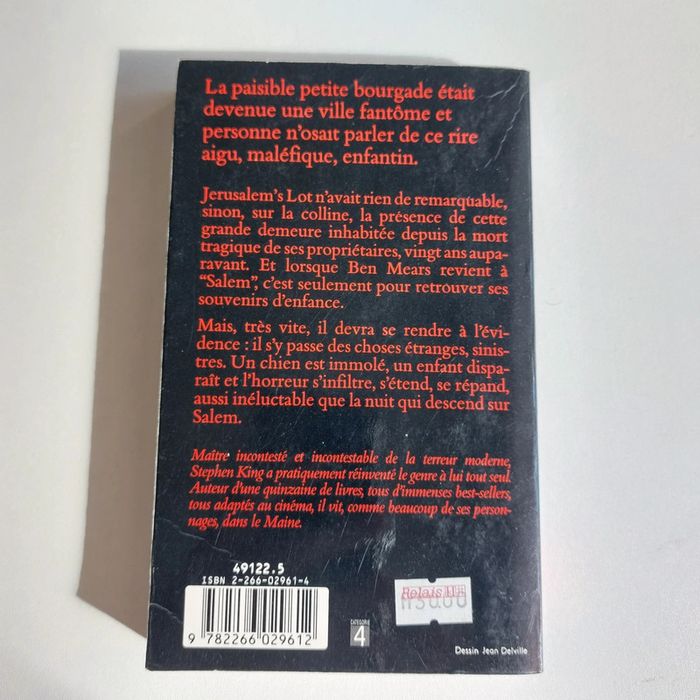 La paisible petite bourgade était
devenue une ville fantôme et
personne n'osait parler de ce rire
aigu, maléfique, enfantin.
Jerusalem's Lot n'avait rien de remarquable,
sinon, sur la colline, la présence de cette
grande demeure inhabitée depuis la mort
tragique de ses propriétaires, vingt ans aupa-
ravant. Et lorsque Ben Mears revient à
"Salem", c'est seulement pour retrouver ses
souvenirs d'enfance.
Mais, très vite, il devra se rendre à l'évi-
dence : il s'y passe des choses étranges, sinis-
tres. Un chien est immolé, un enfant dispa-
raît et l'horreur s'infiltre, s'étend, se répand,
aussi inéluctable que la nuit qui descend sur
Salem.
Maître incontesté et incontestable de la terreur moderne,
Stephen King a pratiquement réinventé le genre à lui tout seul.
Auteur d'une quinzaine de livres, tous d'immenses best-sellers,
tous adaptés au cinéma, il vit, comme beaucoup de ses person-
nages, dans le Maine.
49122.5
ISBN 2-266-02961-4
9 782266 029612
CATEGORIE
4
Relais H
Dessin Jean Delville